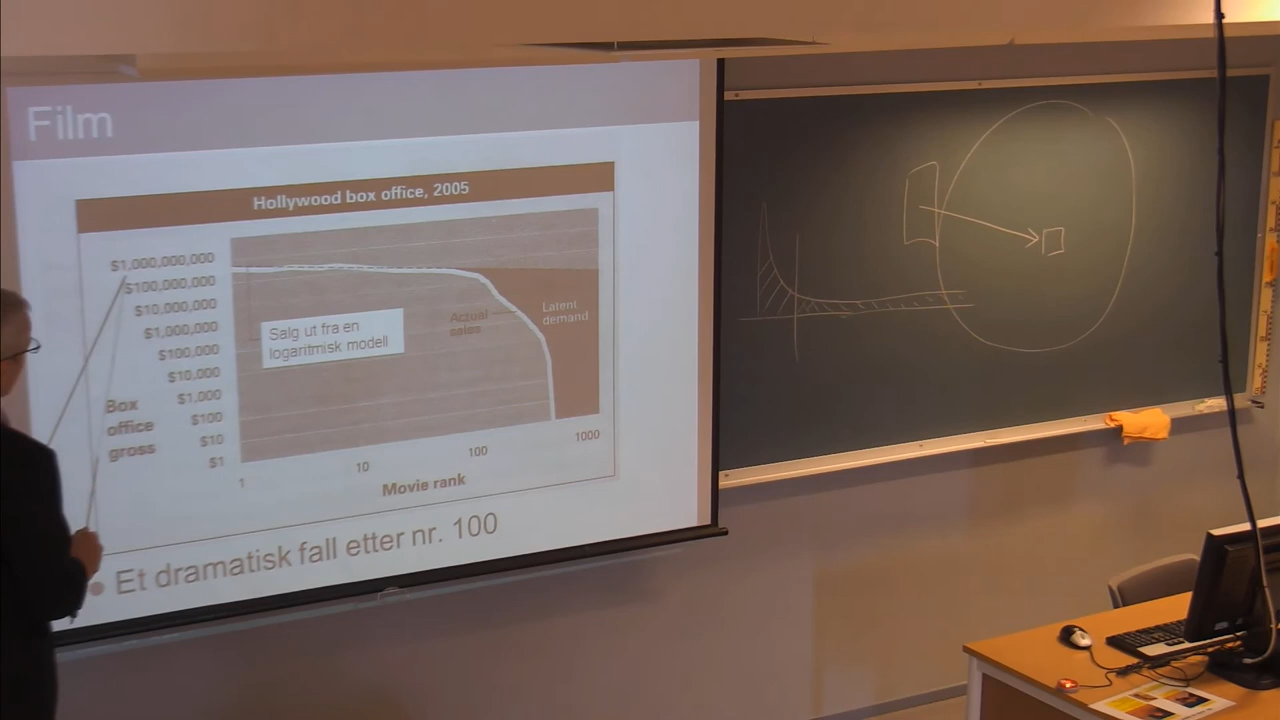 Film
Hollywood box office, 2005
$1,000,000,000
$100,000,000
$10,000,000
$1,000,000
$100,000
$10,000
$1,000
$100
$10
$1
Box
office
gross
Salg ut fra en
logaritmisk modell
Actual
sales
Latent
demand
1
10
100
1000
Movie rank
Et dramatisk fall etter nr. 100